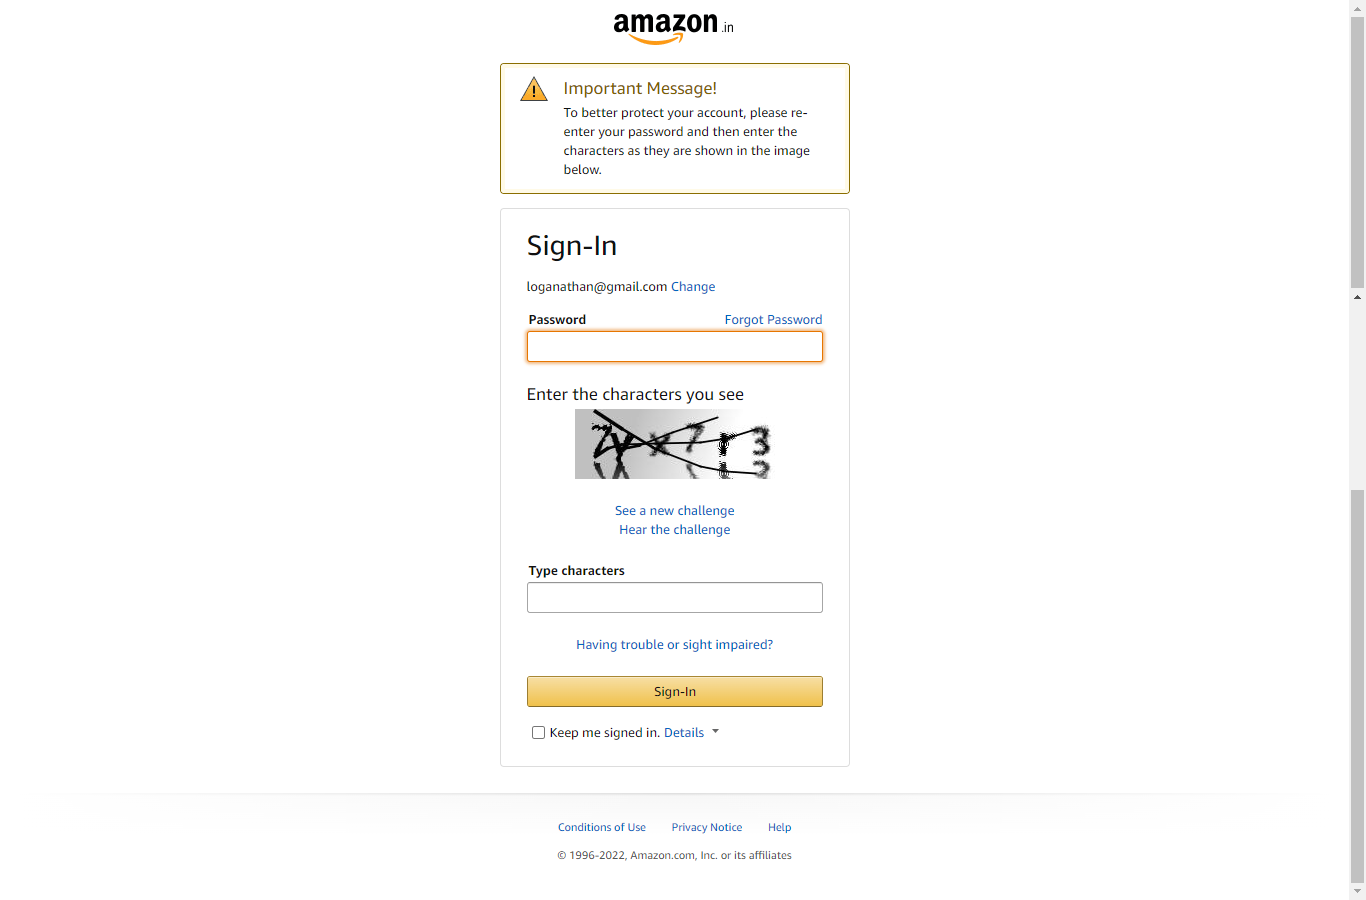 amazon.in
Important Message!
To better protect your account, please re-
enter your password and then enter the
characters as they are shown in the image
below.
Sign-In
loganathan@gmail.com Change
Password Forgot Password
Enter the characters you see
See a new challenge
Hear the challenge
Type characters
Having trouble or sight impaired?
Sign-In
Keep me signed in. Details
Conditions of Use Privacy Notice Help
© 1996-2022, Amazon.com, Inc. or its affiliates